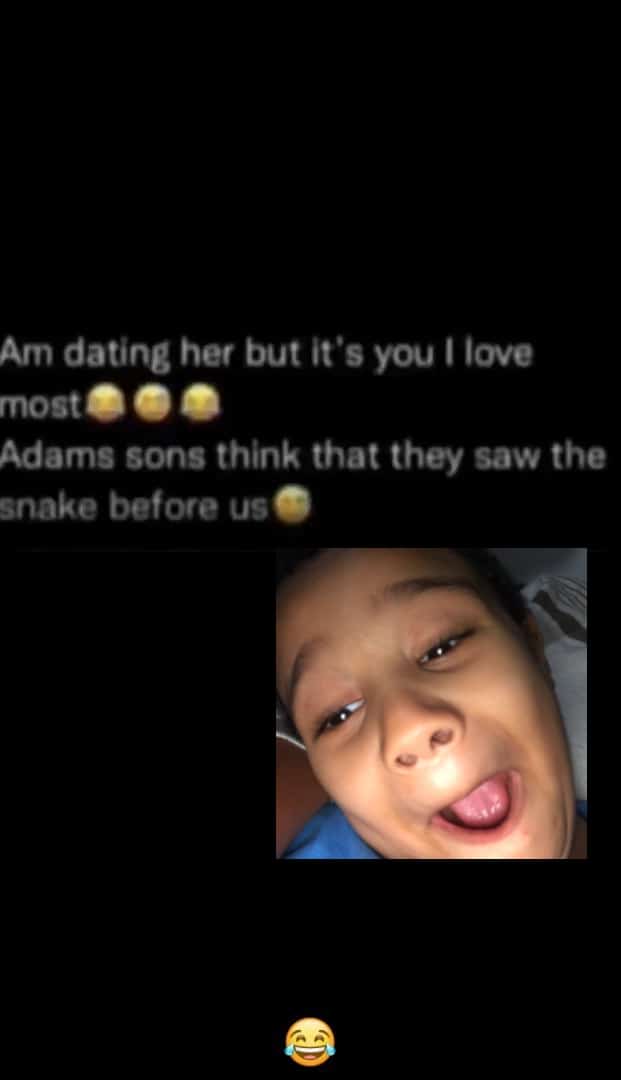 Am dating her but it's you I love
most😂😅😂
Adams sons think that they saw the
snake before us😅
😂